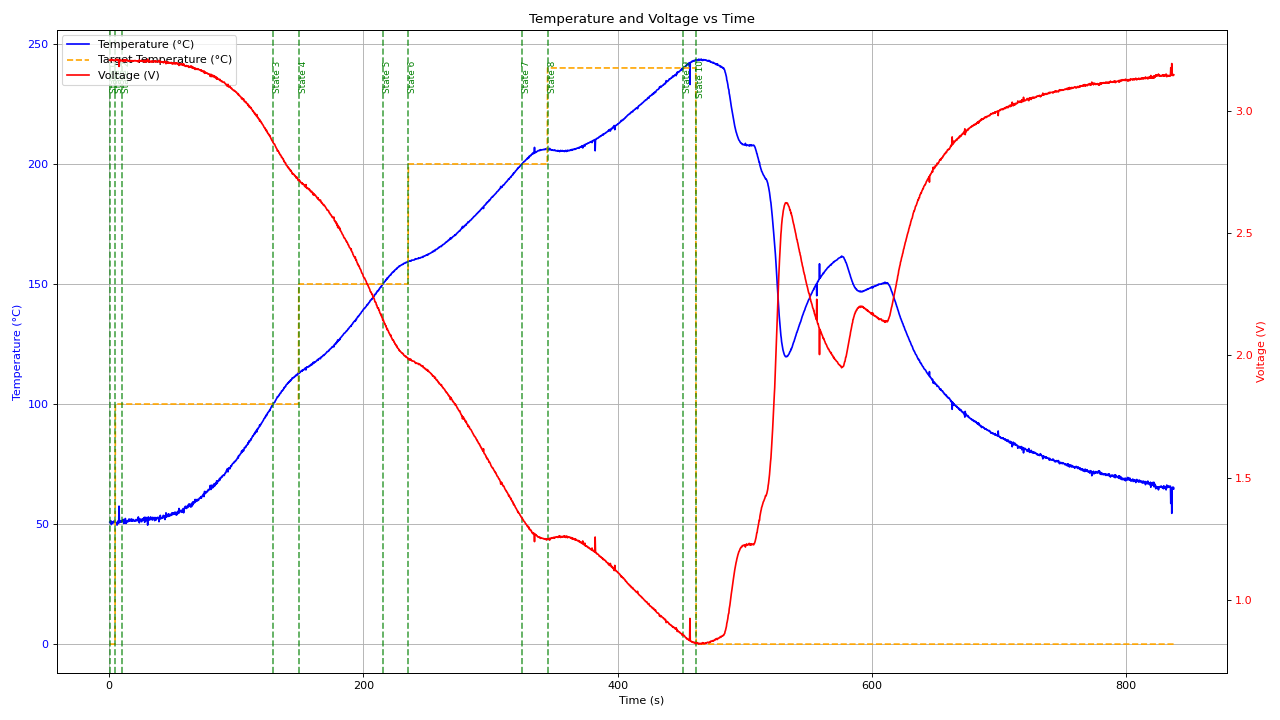 Temperature and Voltage vs Time
Temperature (°C)
Target Temperature (°C)
Voltage (V)
State 3
State 4
State 5
State 6
State 7
State 8
State 10
250
200
150
100
50
0
Temperature (°C)
3.0
2.5
2.0
1.5
1.0
Voltage (V)
0
200
400
600
800
Time (s)